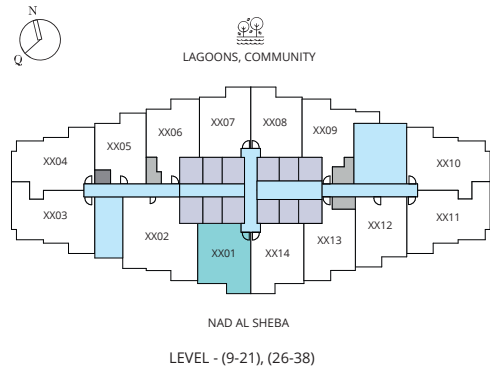 N
Q
LAGOONS, COMMUNITY
XX07
XX08
XX06
XX09
XX05
XX04
XX10
XX03
XX11
XX02
XX12
XX13
XX01
XX14
NAD AL SHEBA
LEVEL - (9-21), (26-38)